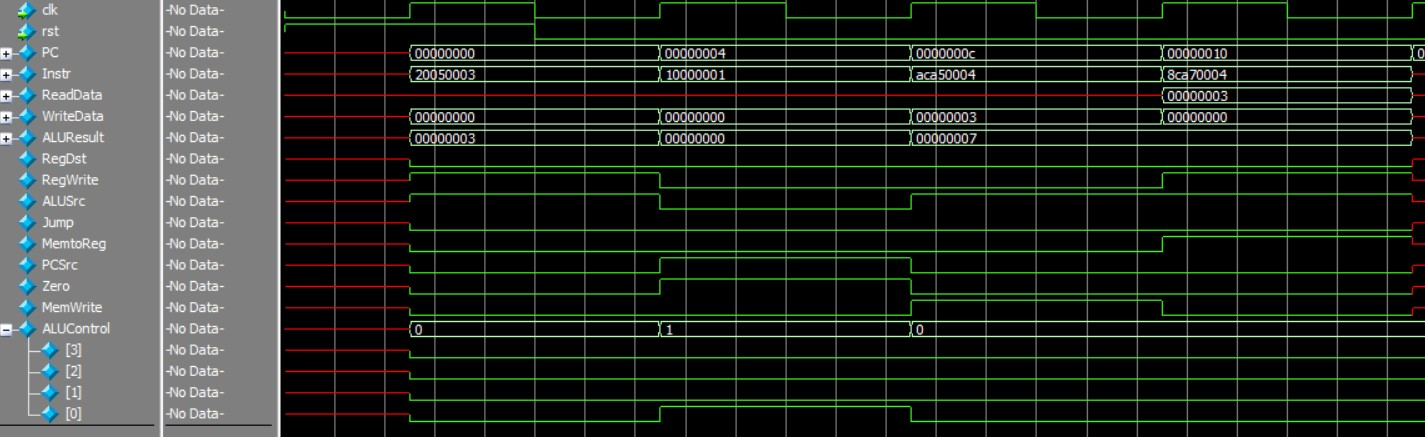 clk -No Data-
rst -No Data-
PC -No Data- 00000000 00000004 0000000c 00000010 0
Instr -No Data- 20050003 10000001 aca50004 8ca70004
ReadData -No Data- 00000003
WriteData -No Data- 00000000 00000000 00000003 00000000
ALUResult -No Data- 00000003 00000000 00000007
RegDst -No Data-
RegWrite -No Data-
ALUSrc -No Data-
Jump -No Data-
MemtoReg -No Data-
PCSrc -No Data-
Zero -No Data-
MemWrite -No Data-
ALUControl -No Data- 0 1 0
[3] -No Data-
[2] -No Data-
[1] -No Data-
[0] -No Data-